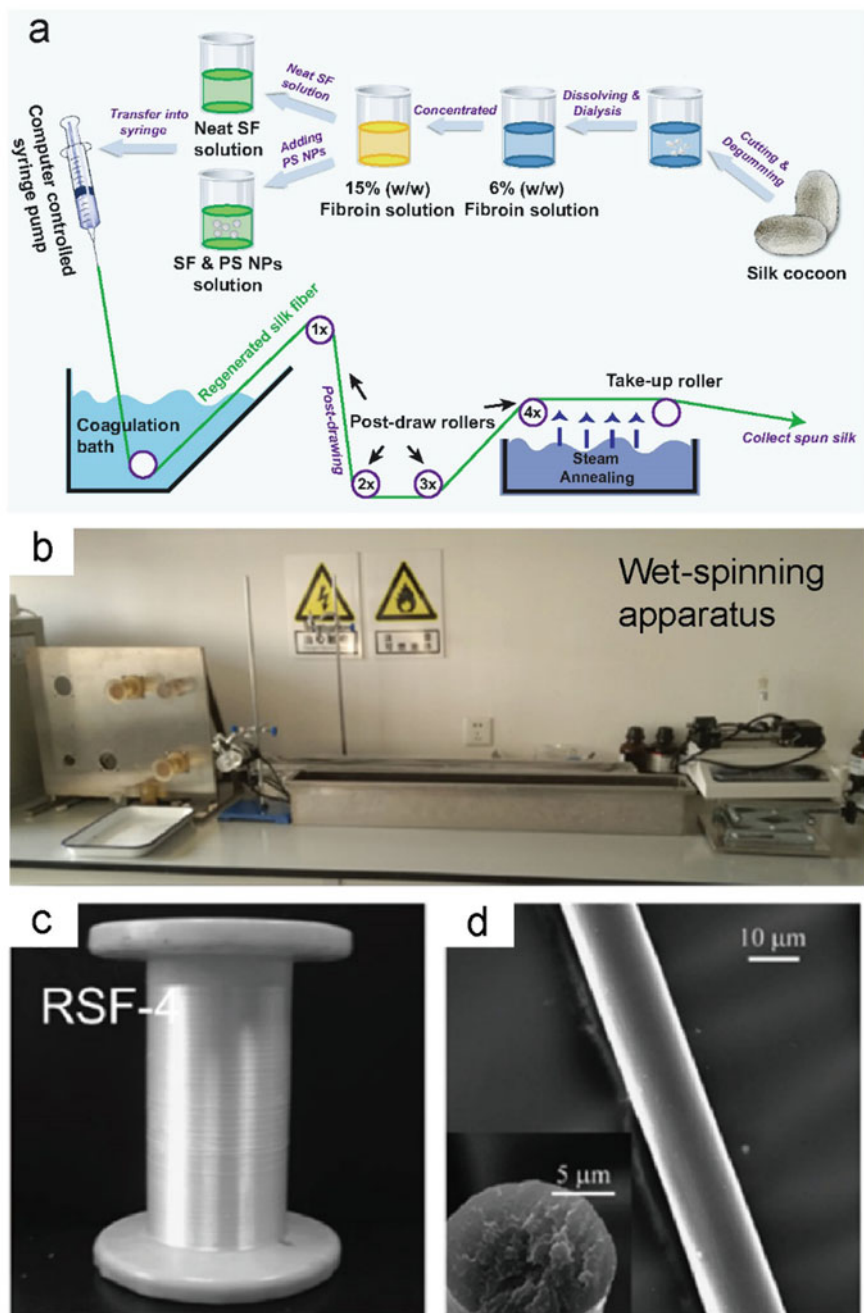 a
Neat SF
solution
Transfer into
syringe
Neat SF
solution
Adding
PS NPs
SF & PS NPs
solution
Concentrated
15% (w/w)
Fibroin solution
Dissolving &
Dialysis
6% (w/w)
Fibroin solution
Cutting &
Degumming
Silk cocoon
Computer controlled
syringe pump
Regenerated silk fiber
Coagulation
bath
1x
Post-drawing
Post-draw rollers
2x
3x
4x
Take-up roller
Steam
Annealing
Collect spun silk
b
Wet-spinning
apparatus
c
RSF-4
d
10 μm
5 μm